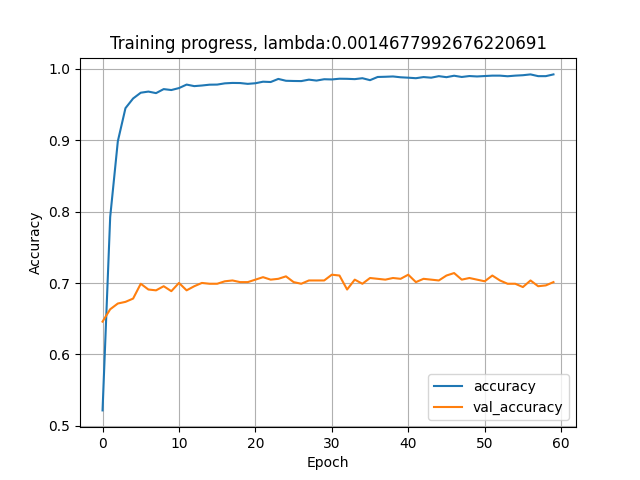 Training progress, lambda:0.0014677992676220691
Accuracy
1.0
0.9
0.8
0.7
0.6
0.5
0 10 20 30 40 50 60
Epoch
accuracy
val_accuracy